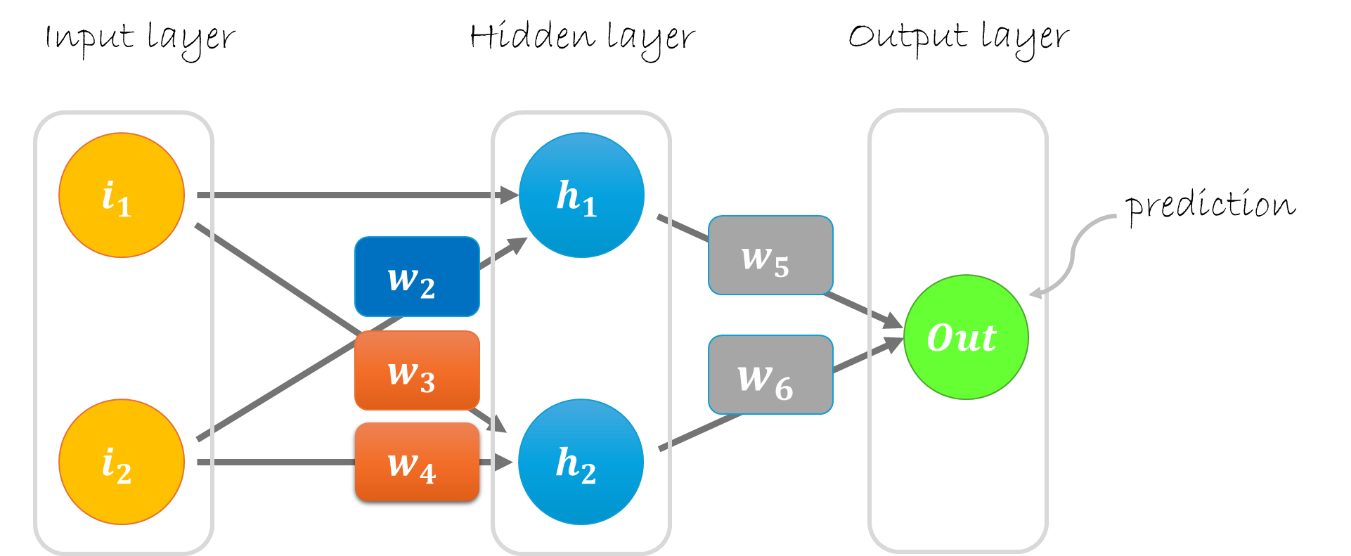 Input layer
Hidden layer
Output layer
i₁
h₁
prediction
w₂
w₅
Out
w₃
w₆
i₂
w₄
h₂